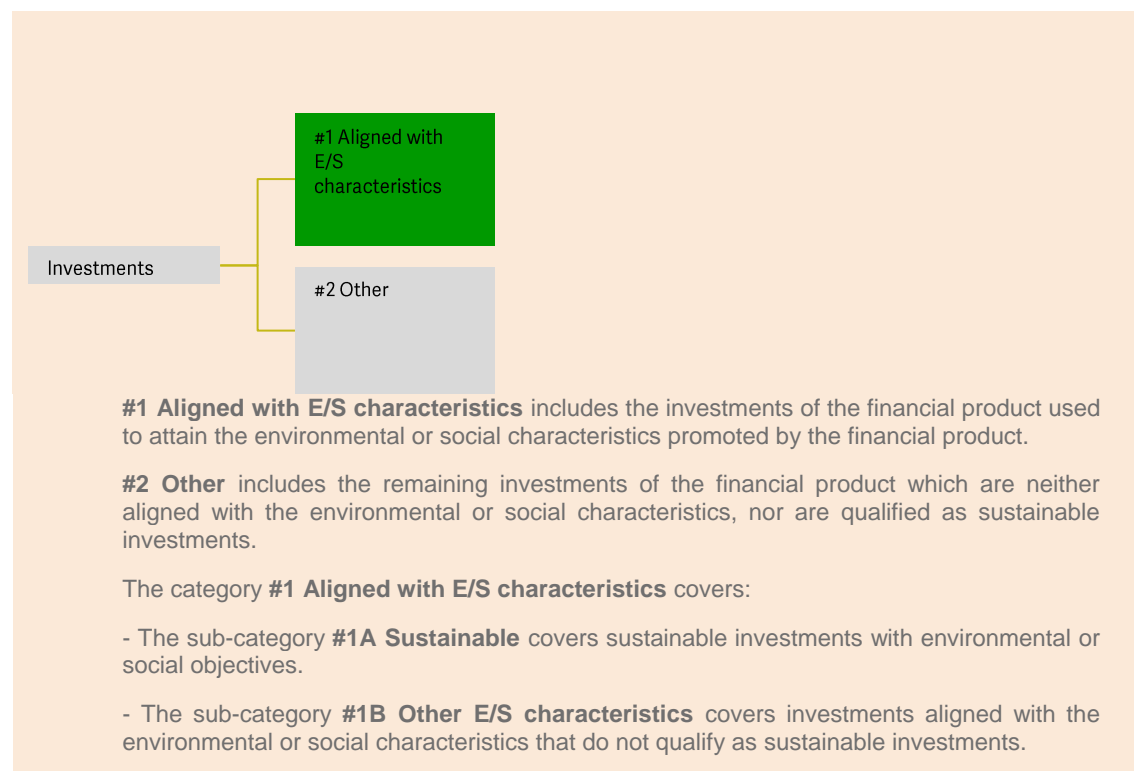 #1 Aligned with
E/S
characteristics
Investments
#2 Other
#1 Aligned with E/S characteristics includes the investments of the financial product used
to attain the environmental or social characteristics promoted by the financial product.
#2 Other includes the remaining investments of the financial product which are neither
aligned with the environmental or social characteristics, nor are qualified as sustainable
investments.
The category #1 Aligned with E/S characteristics covers:
- The sub-category #1A Sustainable covers sustainable investments with environmental or
social objectives.
- The sub-category #1B Other E/S characteristics covers investments aligned with the
environmental or social characteristics that do not qualify as sustainable investments.